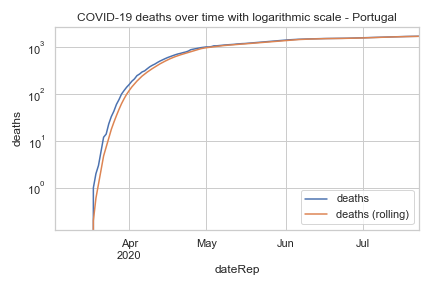 COVID-19 deaths over time with logarithmic scale - Portugal
deaths
10³
10²
10¹
10⁰
deaths
deaths (rolling)
Apr
2020
May
Jun
Jul
dateRep